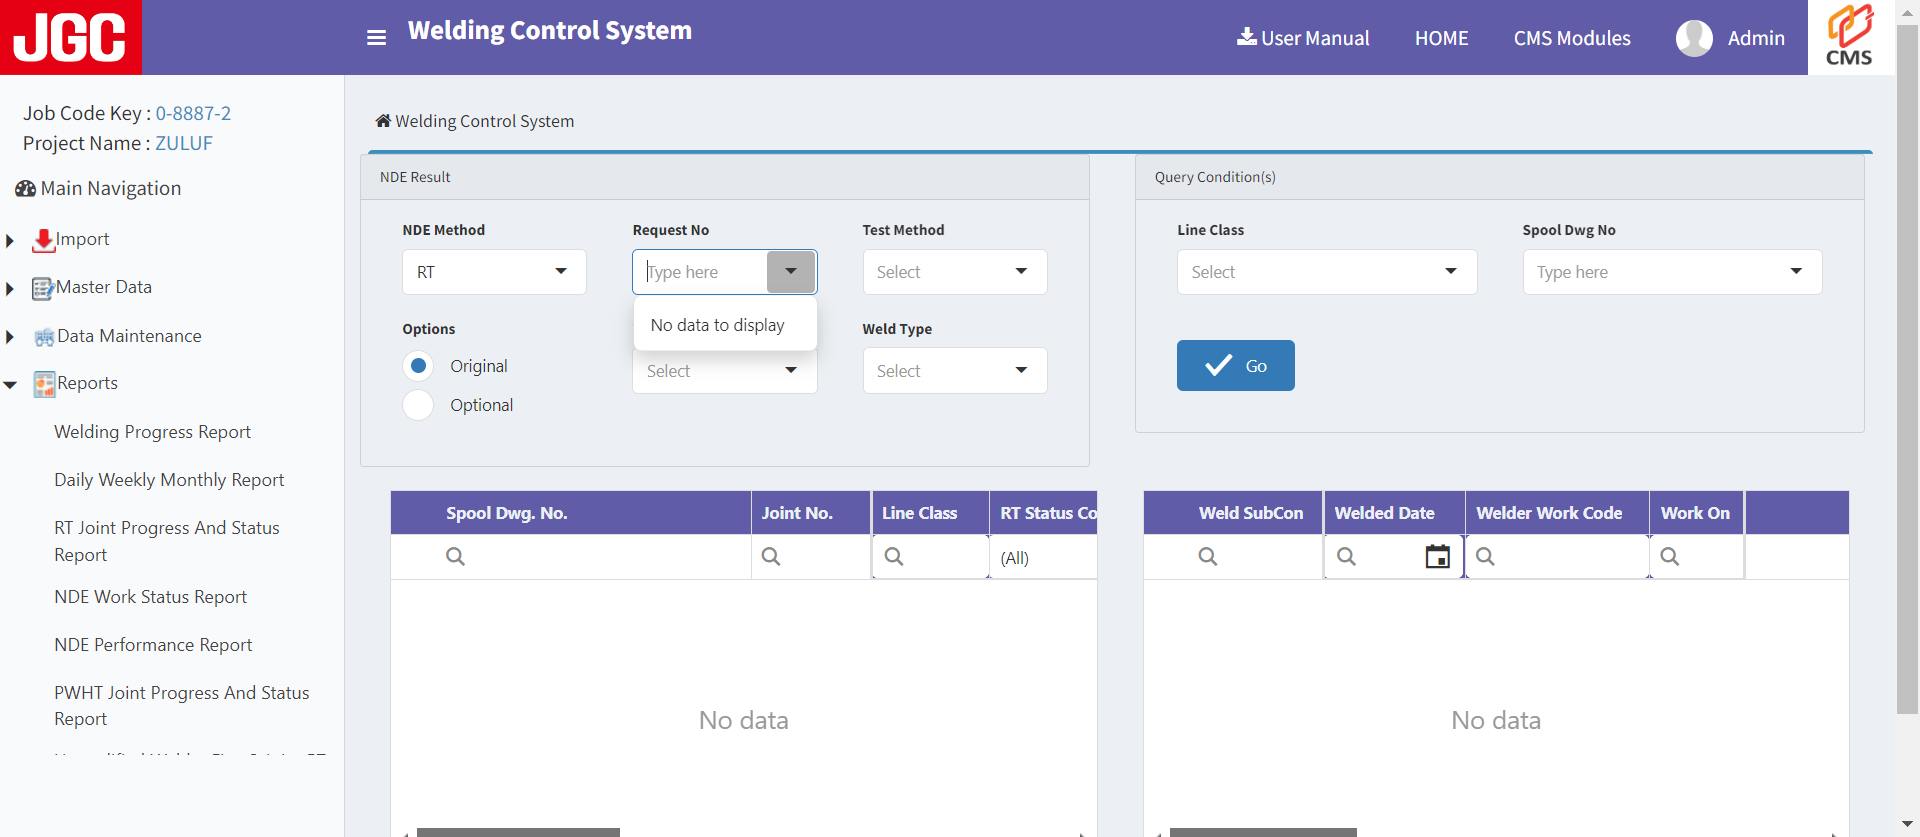 JGC
Welding Control System
User Manual
HOME
CMS Modules
Admin
CMS
Job Code Key : 0-8887-2
Project Name : ZULUF
Main Navigation
Import
Master Data
Data Maintenance
Reports
Welding Progress Report
Daily Weekly Monthly Report
RT Joint Progress And Status
Report
NDE Work Status Report
NDE Performance Report
PWHT Joint Progress And Status
Report
Welding Control System
NDE Result
NDE Method
Request No
Test Method
RT
Type here
Select
No data to display
Options
Weld Type
Original
Optional
Select
Select
Query Condition(s)
Line Class
Spool Dwg No
Select
Type here
Go
Spool Dwg. No.
Joint No.
Line Class
RT Status Co
(All)
No data
Weld SubCon
Welded Date
Welder Work Code
Work On
No data